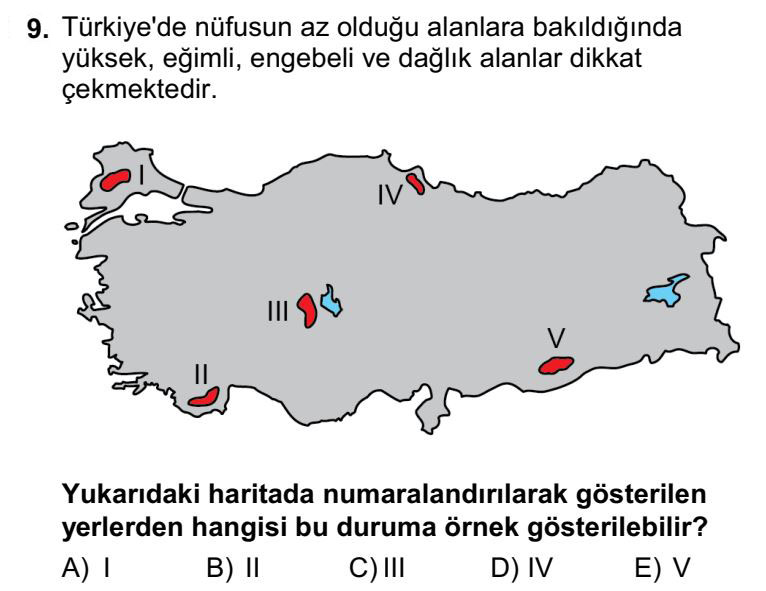 9. Türkiye'de nüfusun az olduğu alanlara bakıldığında
yüksek, eğimli, engebeli ve dağlık alanlar dikkat
çekmektedir.
I
IV
III
V
II
Yukarıdaki haritada numaralandırılarak gösterilen
yerlerden hangisi bu duruma örnek gösterilebilir?
A) I B) II C) III D) IV E) V